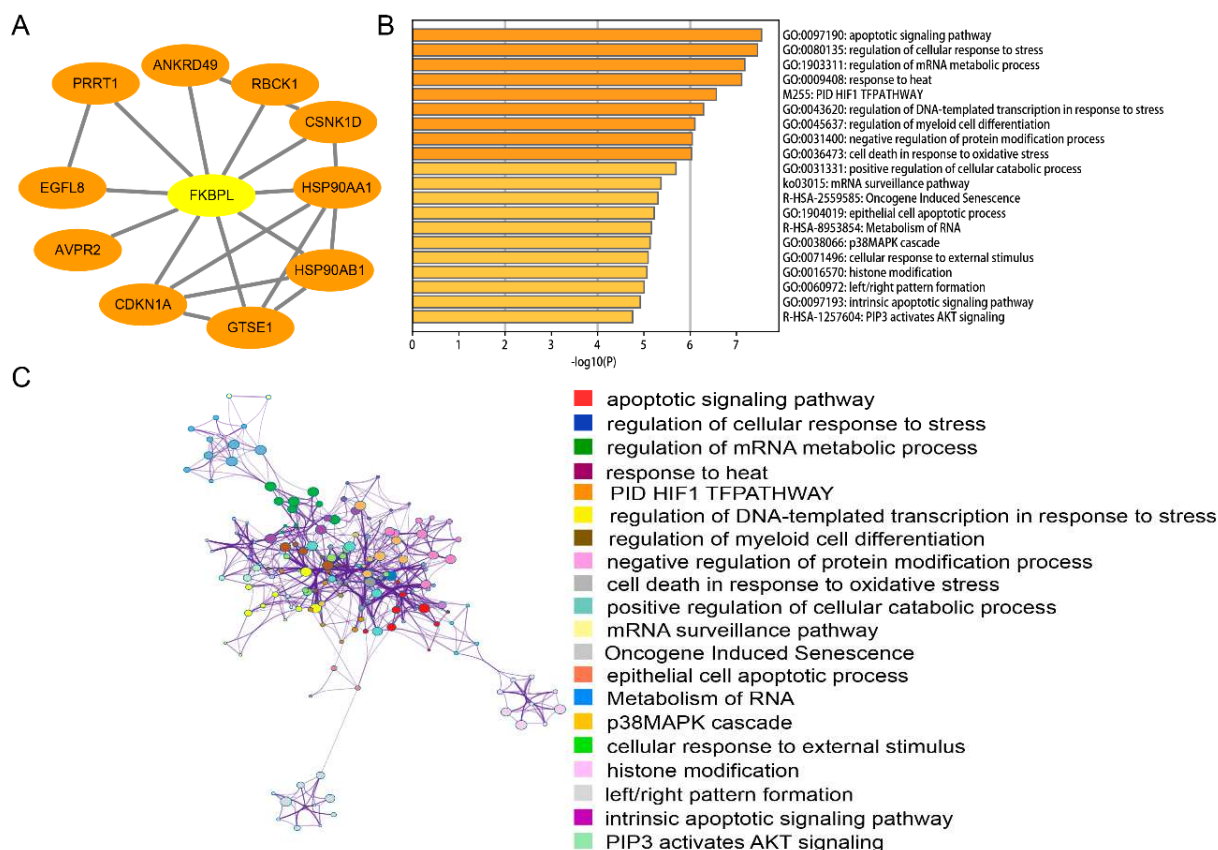 A
ANKRD49
PRRT1
RBCK1
CSNK1D
EGFL8
FKBPL
HSP90AA1
AVPR2
HSP90AB1
CDKN1A
GTSE1
B
GO:0097190: apoptotic signaling pathway
GO:0080135: regulation of cellular response to stress
GO:1903311: regulation of mRNA metabolic process
GO:0009408: response to heat
M255: PID HIF1 TFPATHWAY
GO:0043620: regulation of DNA-templated transcription in response to stress
GO:0045637: regulation of myeloid cell differentiation
GO:0031400: negative regulation of protein modification process
GO:0036473: cell death in response to oxidative stress
GO:0031331: positive regulation of cellular catabolic process
ko03015: mRNA surveillance pathway
R-HSA-2559585: Oncogene Induced Senescence
GO:1904019: epithelial cell apoptotic process
R-HSA-8953854: Metabolism of RNA
GO:0038066: p38MAPK cascade
GO:0071496: cellular response to external stimulus
GO:0016570: histone modification
GO:0060972: left/right pattern formation
GO:0097193: intrinsic apoptotic signaling pathway
R-HSA-1257604: PIP3 activates AKT signaling
0 1 2 3 4 5 6 7
-log10(P)
C
apoptotic signaling pathway
regulation of cellular response to stress
regulation of mRNA metabolic process
response to heat
PID HIF1 TFPATHWAY
regulation of DNA-templated transcription in response to stress
regulation of myeloid cell differentiation
negative regulation of protein modification process
cell death in response to oxidative stress
positive regulation of cellular catabolic process
mRNA surveillance pathway
Oncogene Induced Senescence
epithelial cell apoptotic process
Metabolism of RNA
p38MAPK cascade
cellular response to external stimulus
histone modification
left/right pattern formation
intrinsic apoptotic signaling pathway
PIP3 activates AKT signaling